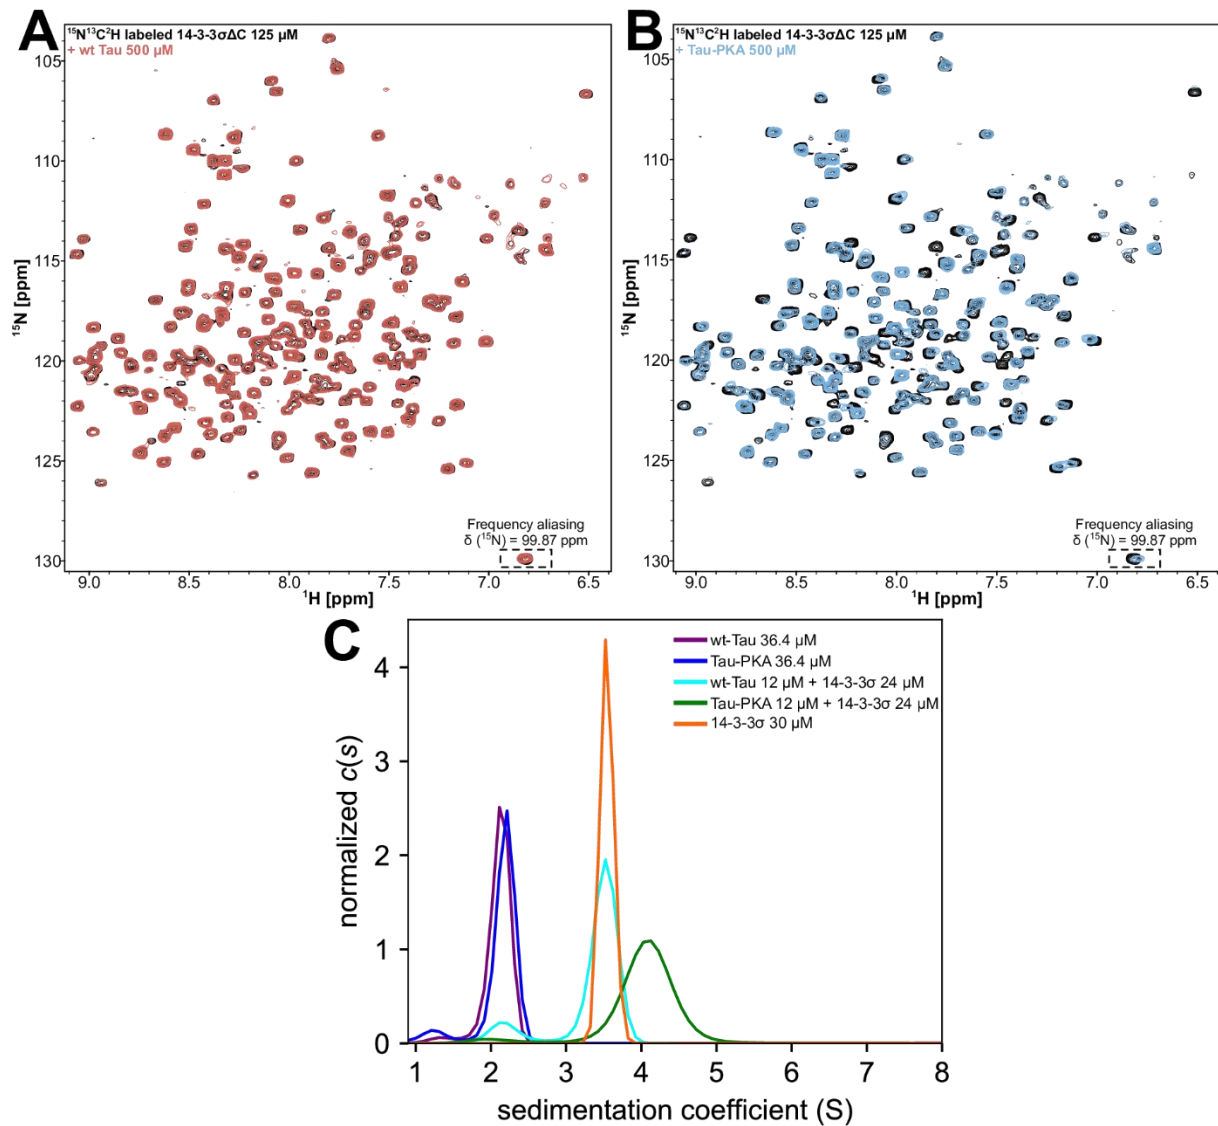 A
¹⁵N¹³C²H labeled 14-3-3σΔC 125 μM
+ wt Tau 500 μM
105
110
115
120
125
130
¹⁵N [ppm]
Frequency aliasing
δ (¹⁵N) = 99.87 ppm
9.0 8.5 8.0 7.5 7.0 6.5
¹H [ppm]
B
¹⁵N¹³C²H labeled 14-3-3σΔC 125 μM
+ Tau-PKA 500 μM
105
110
115
120
125
130
¹⁵N [ppm]
Frequency aliasing
δ (¹⁵N) = 99.87 ppm
9.0 8.5 8.0 7.5 7.0 6.5
¹H [ppm]
C
wt-Tau 36.4 μM
Tau-PKA 36.4 μM
wt-Tau 12 μM + 14-3-3σ 24 μM
Tau-PKA 12 μM + 14-3-3σ 24 μM
14-3-3σ 30 μM
4
3
2
1
0
normalized c(s)
1 2 3 4 5 6 7 8
sedimentation coefficient (S)